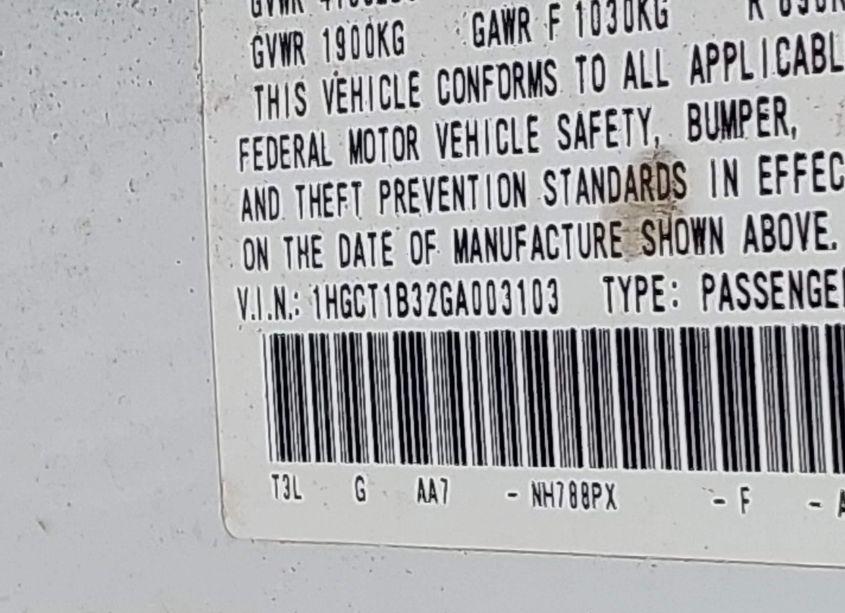 GVWR
GVWR 1900KG GAWR F 1030KG R
THIS VEHICLE CONFORMS TO ALL APPLICABL
FEDERAL MOTOR VEHICLE SAFETY, BUMPER,
AND THEFT PREVENTION STANDARDS IN EFFEC
ON THE DATE OF MANUFACTURE SHOWN ABOVE.
V.I.N.: 1HGCT1B32GA003103 TYPE: PASSENGE
T3L G AA7 - NH788PX - F - A